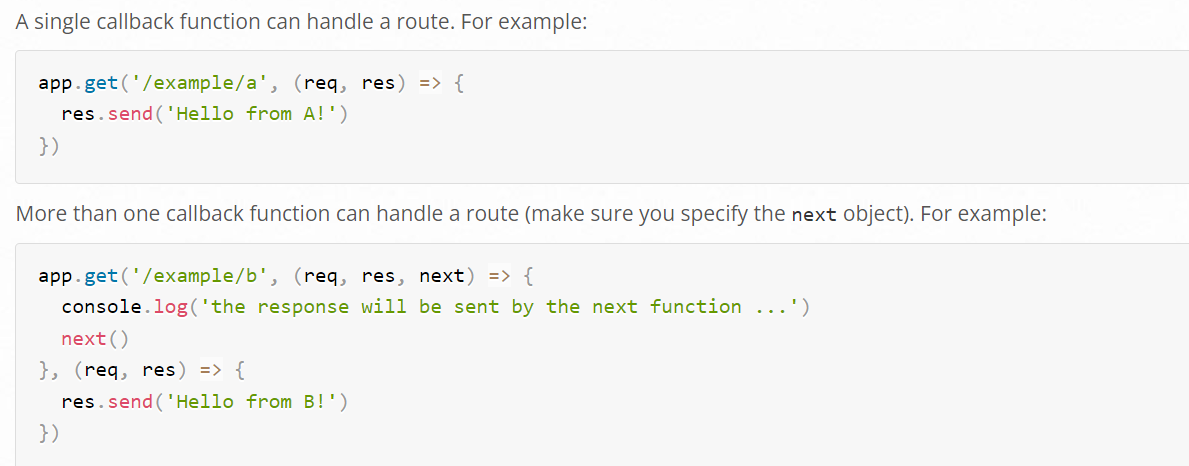 A single callback function can handle a route. For example:
app.get('/example/a', (req, res) => {
  res.send('Hello from A!')
})
More than one callback function can handle a route (make sure you specify the next object). For example:
app.get('/example/b', (req, res, next) => {
  console.log('the response will be sent by the next function ...')
  next()
}, (req, res) => {
  res.send('Hello from B!')
})